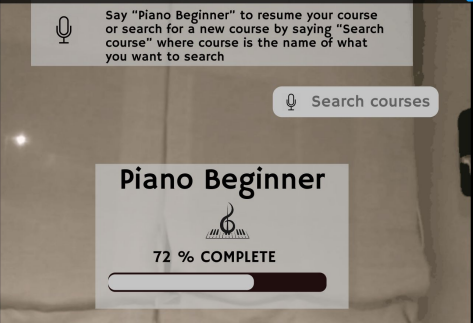 Say "Piano Beginner" to resume your course
or search for a new course by saying "Search
course" where course is the name of what
you want to search
Search courses
Piano Beginner
72 % COMPLETE